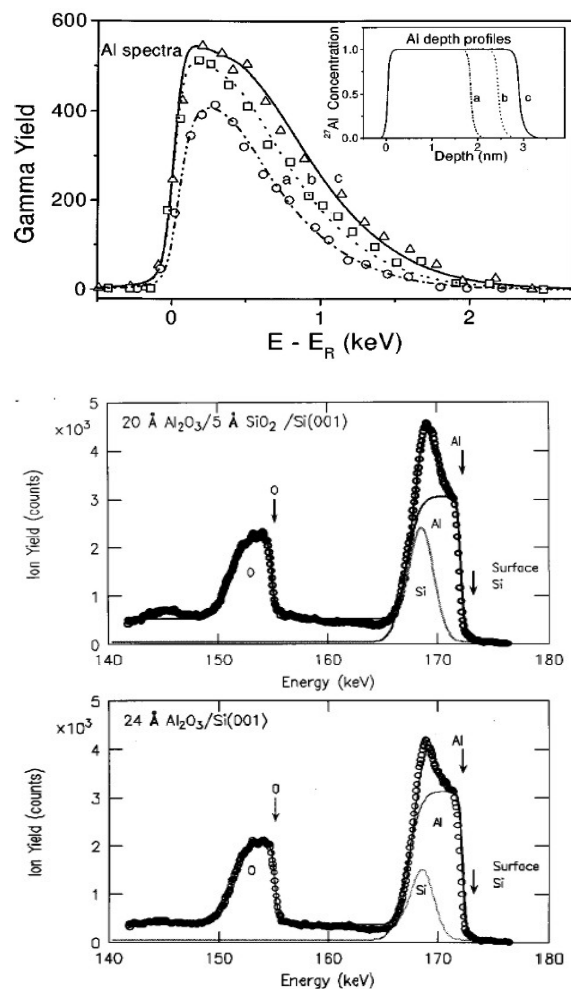 600
400
200
0
Gamma Yield
Al spectra
a b c
0 1 2
E - E_R (keV)
Al depth profiles
1.0
0.5
0.0
²⁷Al Concentration
a b c
0 1 2 3
Depth (nm)
×10³
5
4
3
2
1
0
Ion Yield (counts)
20 Å Al₂O₃/5 Å SiO₂ /Si(001)
Al
O
Al
Surface
Si
O
Si
140 150 160 170 180
Energy (keV)
×10³
5
4
3
2
1
0
Ion Yield (counts)
24 Å Al₂O₃/Si(001)
Al
O
Al
Surface
Si
O
Si
140 150 160 170 180
Energy (keV)